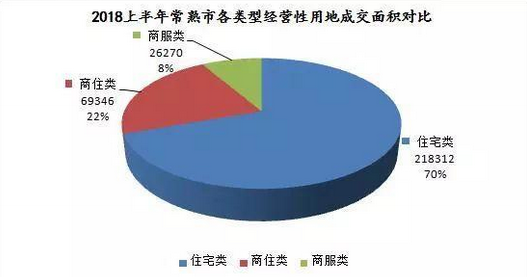 2018上半年常熟市各类型经营性用地成交面积对比
商服类
26270
8%
商住类
69346
22%
住宅类
218312
70%
住宅类 商住类 商服类